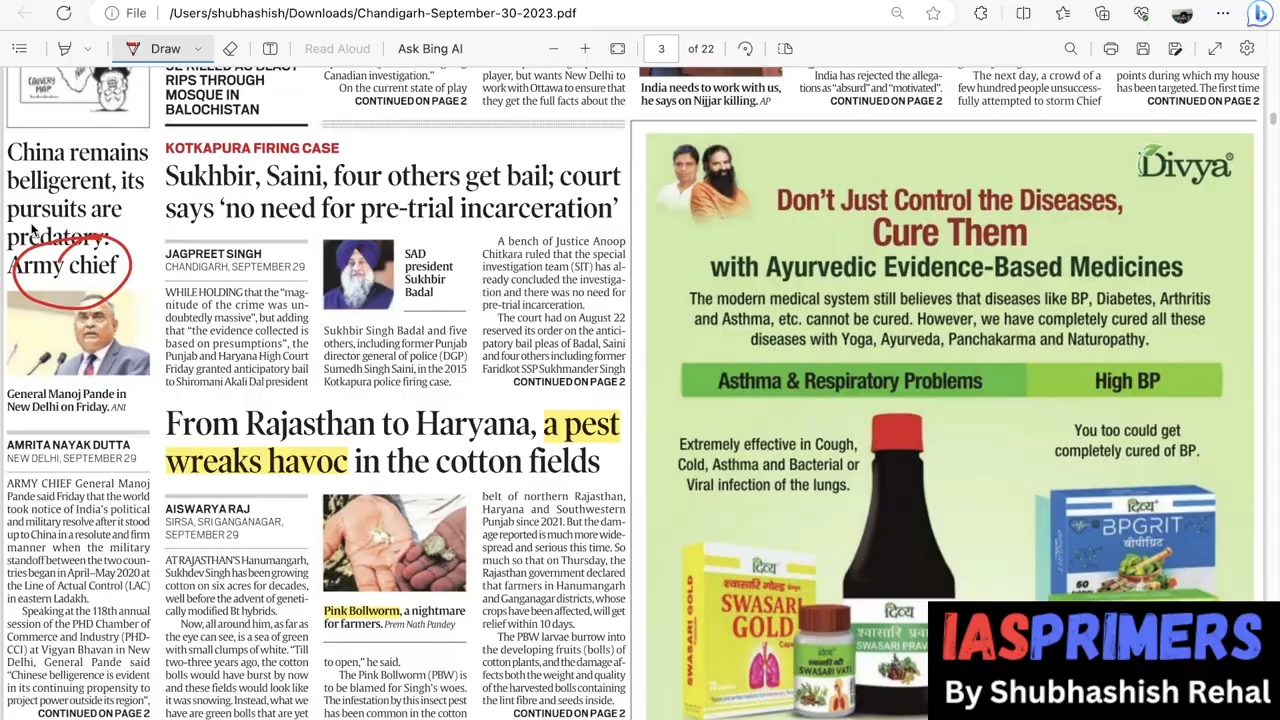 File
/Users/shubhashish/Downloads/Chandigarh-September-30-2023.pdf
Draw
Read Aloud
Ask Bing AI
3
of 22
CAUVERY
MAP
RIPS THROUGH
MOSQUE IN
BALOCHISTAN
Canadian investigation.”
On the current state of play
CONTINUED ON PAGE 2
player, but wants New Delhi to
work with Ottawa to ensure that
they get the full facts about the
India needs to work with us,
he says on Nijjar killing. AP
India has rejected the allega-
tions as “absurd” and “motivated”.
CONTINUED ON PAGE 2
The next day, a crowd of a
few hundred people unsuccess-
fully attempted to storm Chief
points during which my house
has been targeted. The first time
CONTINUED ON PAGE 2
China remains
belligerent, its
pursuits are
predatory:
Army chief
General Manoj Pande in
New Delhi on Friday. ANI
AMRITA NAYAK DUTTA
NEW DELHI, SEPTEMBER 29
ARMY CHIEF General Manoj
Pande said Friday that the world
took notice of India’s political
and military resolve after it stood
up to China in a resolute and firm
manner when the military
standoff between the two coun-
tries began in April-May 2020 at
the Line of Actual Control (LAC)
in eastern Ladakh.
Speaking at the 118th annual
session of the PHD Chamber of
Commerce and Industry (PHD-
CCI) at Vigyan Bhavan in New
Delhi, General Pande said
“Chinese belligerence is evident
in its continuing propensity to
project power outside its region”,
CONTINUED ON PAGE 2
KOTKAPURA FIRING CASE
Sukhbir, Saini, four others get bail; court
says ‘no need for pre-trial incarceration’
JAGPREET SINGH
CHANDIGARH, SEPTEMBER 29
WHILE HOLDING that the “mag-
nitude of the crime was un-
doubtedly massive”, but adding
that “the evidence collected is
based on presumptions”, the
Punjab and Haryana High Court
Friday granted anticipatory bail
to Shiromani Akali Dal president
SAD
president
Sukhbir
Badal
Sukhbir Singh Badal and five
others, including former Punjab
director general of police (DGP)
Sumedh Singh Saini, in the 2015
Kotkapura police firing case.
A bench of Justice Anoop
Chitkara ruled that the special
investigation team (SIT) has al-
ready concluded the investiga-
tion and there was no need for
pre-trial incarceration.
The court had on August 22
reserved its order on the antici-
patory bail pleas of Badal, Saini
and four others including former
Faridkot SSP Sukhmander Singh
CONTINUED ON PAGE 2
From Rajasthan to Haryana, a pest
wreaks havoc in the cotton fields
AISWARYA RAJ
SIRSA, SRI GANGANAGAR,
SEPTEMBER 29
AT RAJASTHAN’S Hanumangarh,
Sukhdev Singh has been growing
cotton on six acres for decades,
well before the advent of geneti-
cally modified Bt hybrids.
Now, all around him, as far as
the eye can see, is a sea of green
with small clumps of white. “Till
two-three years ago, the cotton
bolls would have burst by now
and these fields would look like
it was snowing. Instead, what we
have are green bolls that are yet
Pink Bollworm, a nightmare
for farmers. Prem Nath Pandey
to open,” he said.
The Pink Bollworm (PBW) is
to be blamed for Singh’s woes.
The infestation by this insect pest
has been common in the cotton
belt of northern Rajasthan,
Haryana and Southwestern
Punjab since 2021. But the dam-
age reported is much more wide-
spread and serious this time. So
much so that on Thursday, the
Rajasthan government declared
that farmers in Hanumangarh
and Ganganagar districts, whose
crops have been affected, will get
relief within 10 days.
The PBW larvae burrow into
the developing fruits (bolls) of
cotton plants, and the damage af-
fects both the weight and quality
of the harvested bolls containing
the lint fibre and seeds inside.
CONTINUED ON PAGE 2
Divya
Don’t Just Control the Diseases,
Cure Them
with Ayurvedic Evidence-Based Medicines
The modern medical system still believes that diseases like BP, Diabetes, Arthritis
and Asthma, etc. cannot be cured. However, we have completely cured all these
diseases with Yoga, Ayurveda, Panchakarma and Naturopathy.
Asthma & Respiratory Problems
High BP
Extremely effective in Cough,
Cold, Asthma and Bacterial or
Viral infection of the lungs.
You too could get
completely cured of BP.
दिव्य
BPGRIT
बीपीग्रिट
60
दिव्य
श्वासारि गोल्ड
SWASARI
GOLD
SWASARI GOLD
दिव्य
SWASARI VATI
दिव्य
श्वासारि प्रवाही
SWASARI PRAVAHI
IASPRIMERS
By Shubhashish Rehal